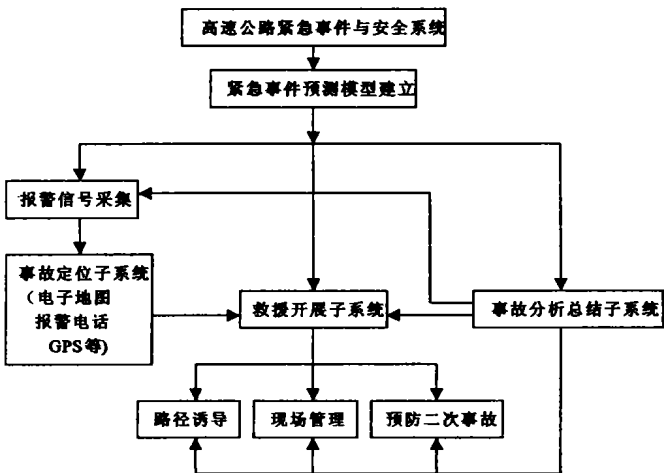 高速公路紧急事件与安全系统
紧急事件预测模型建立
报警信号采集
事故定位子系统
（电子地图
报警电话
GPS等)
救援开展子系统
事故分析总结子系统
路径诱导
现场管理
预防二次事故